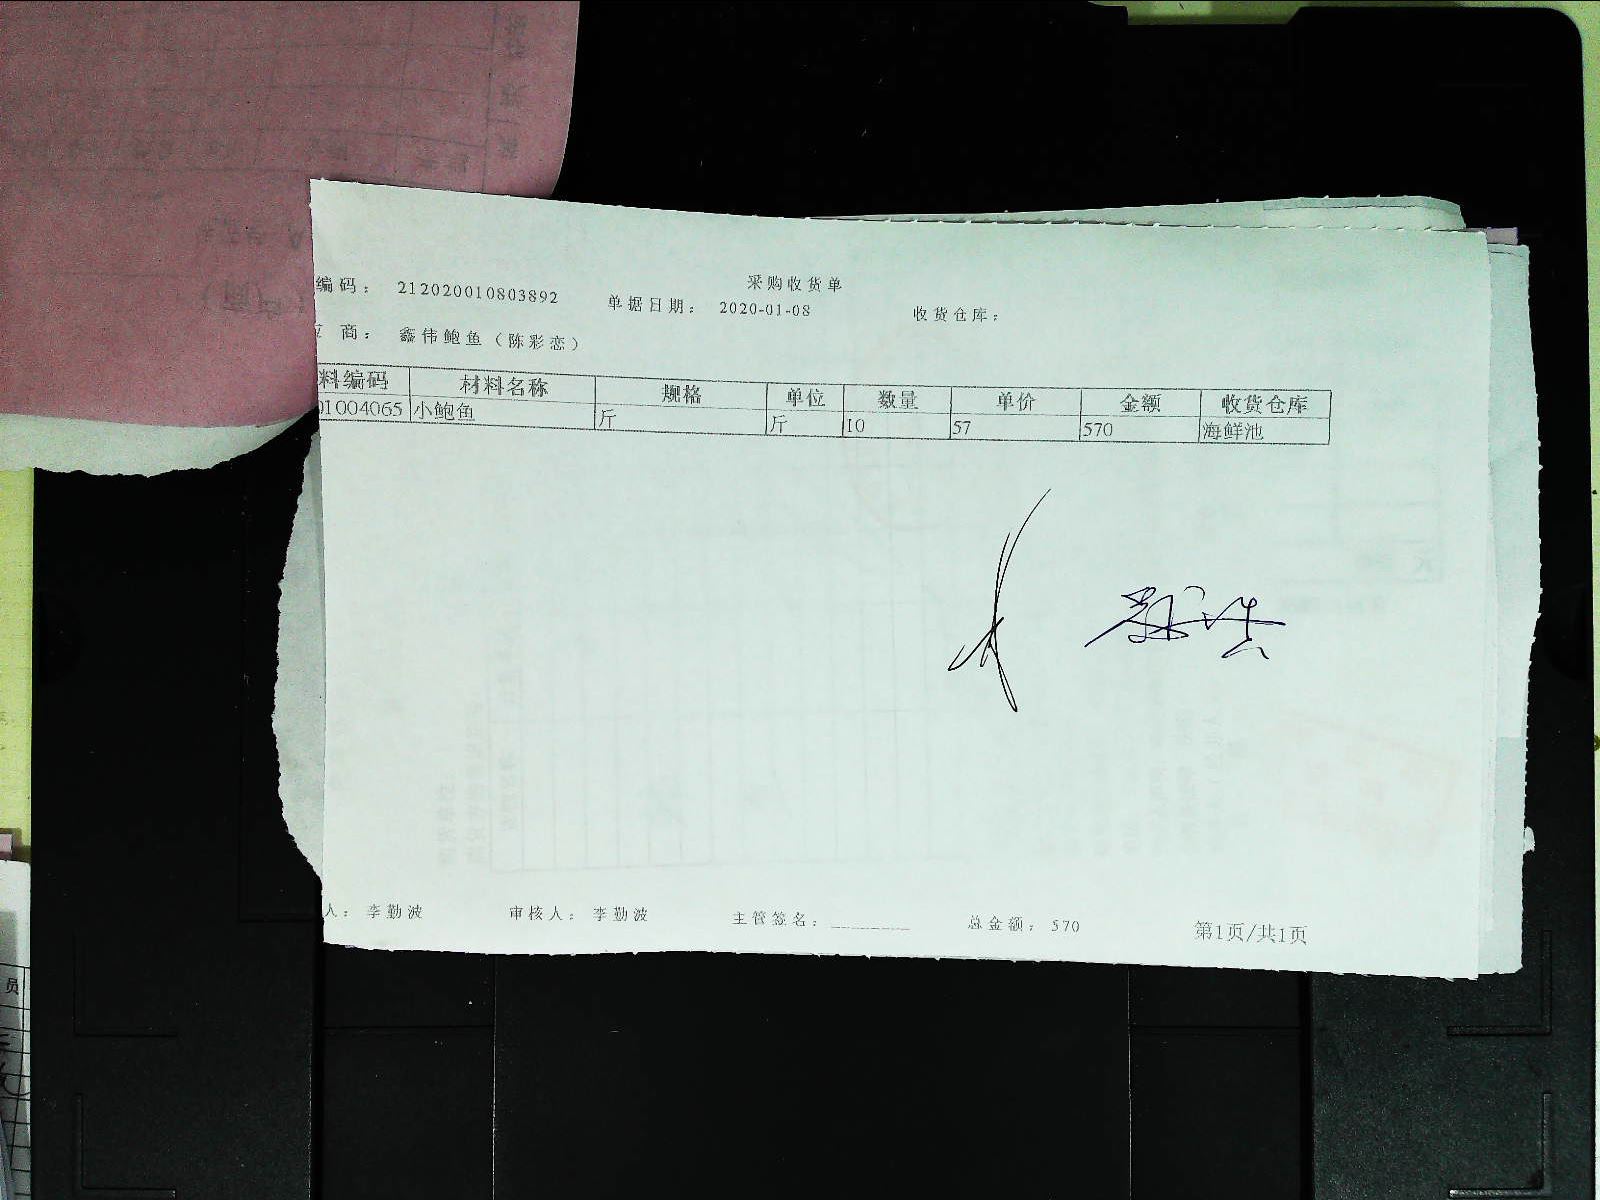 采购收货单
编码： 212020010803892 单据日期： 2020-01-08 收货仓库：
商： 鑫伟鲍鱼（陈彩恋）
料编码 材料名称 规格 单位 数量 单价 金额 收货仓库
01004065 小鲍鱼 斤 斤 10 57 570 海鲜池
人： 李勤波 审核人： 李勤波 主管签名： 总金额： 570 第1页/共1页
员